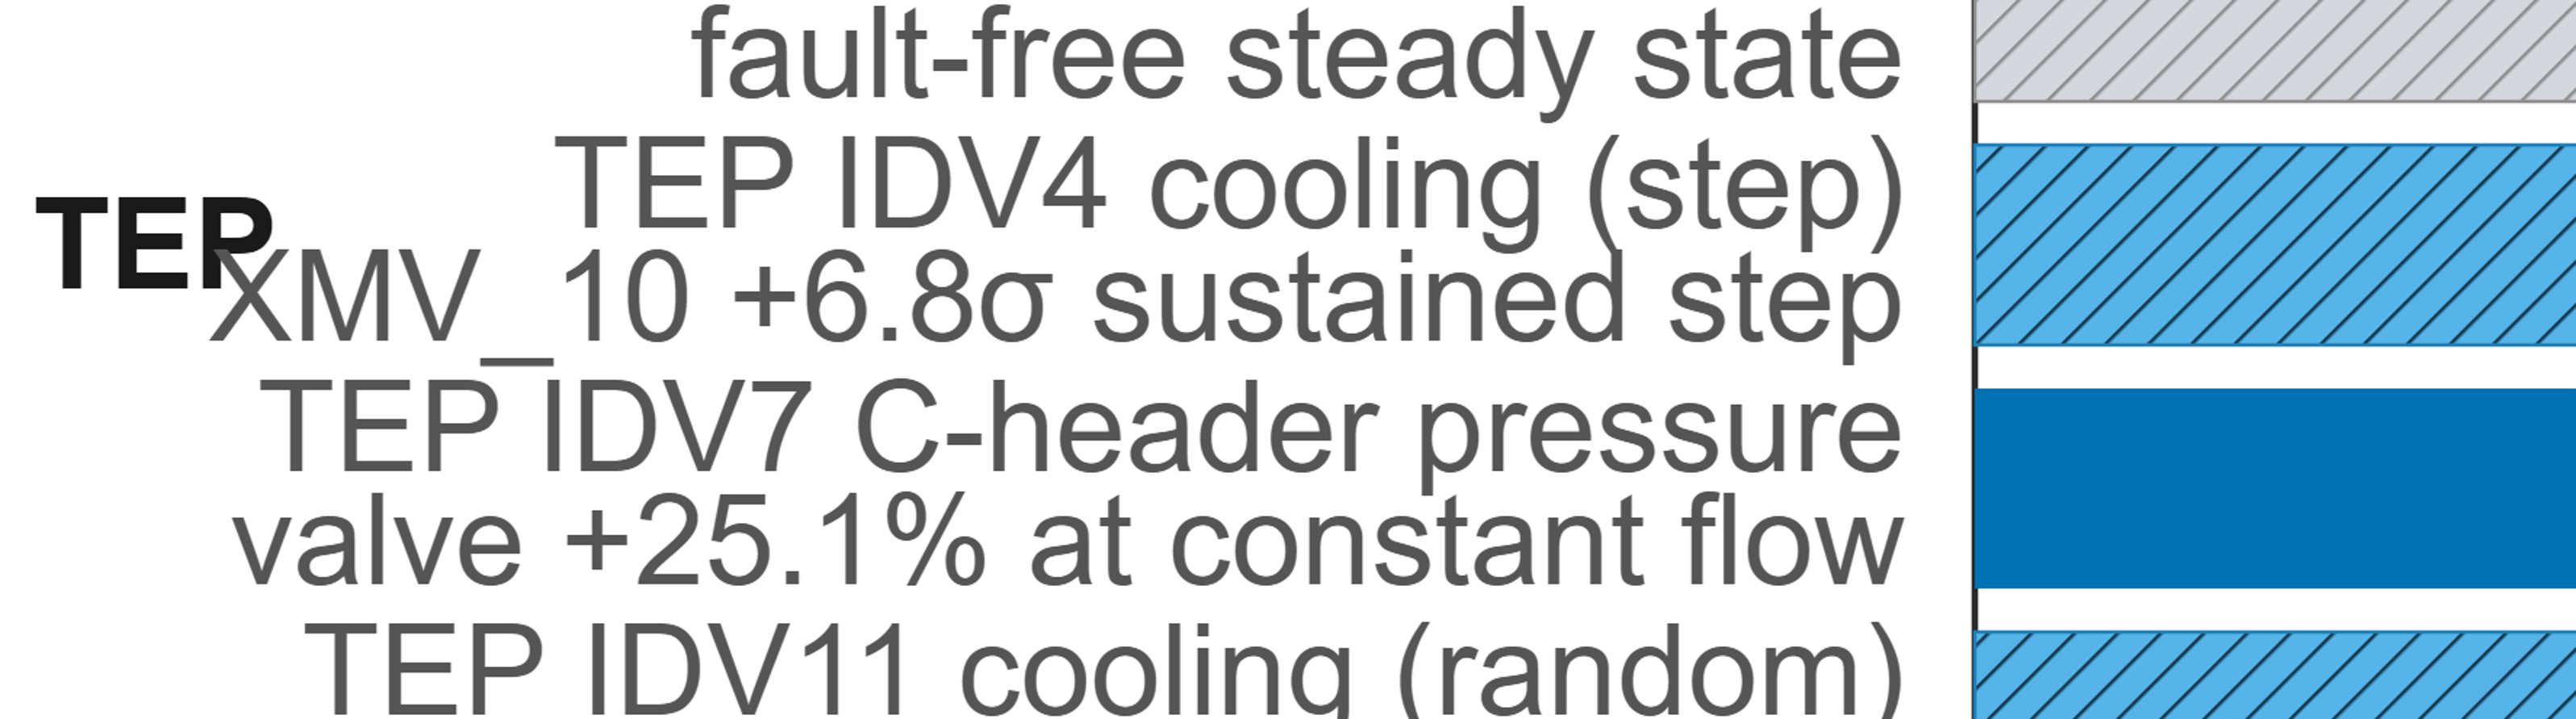 fault-free steady state
TEP IDV4 cooling (step)
TEP
XMV_10 +6.8σ sustained step
TEP IDV7 C-header pressure
valve +25.1% at constant flow
TEP IDV11 cooling (random)